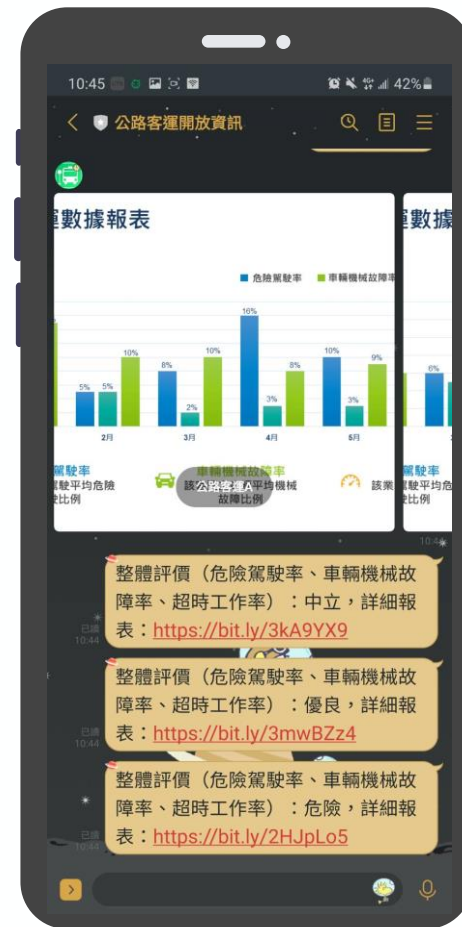 10:45
42%
公路客運開放資訊
運數據報表
運數據
危險駕駛率
車輛機械故障率
16%
10%
10%
10%
8%
8%
9%
6%
5%
5%
2%
3%
3%
2月
3月
4月
5月
駕駛率
駕駛平均危險
駛比例
車輛機械故障率
平均機械
故障比例
該業
駕駛率
駕駛平均危
駛比例
公路客運A
10:44
整體評價（危險駕駛率、車輛機械故
障率、超時工作率）：中立，詳細報
表：https://bit.ly/3kA9YX9
已讀
10:44
整體評價（危險駕駛率、車輛機械故
障率、超時工作率）：優良，詳細報
表：https://bit.ly/3mwBZz4
已讀
10:44
整體評價（危險駕駛率、車輛機械故
障率、超時工作率）：危險，詳細報
表：https://bit.ly/2HJpLo5
已讀
10:44